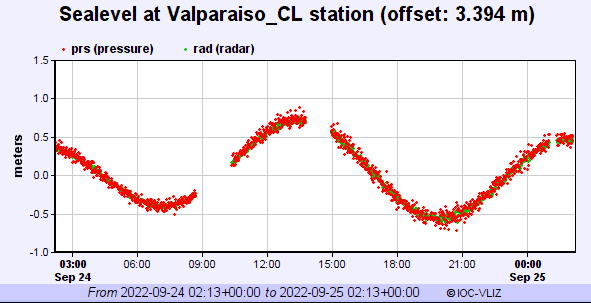 Sealevel at Valparaiso_CL station (offset: 3.394 m)
prs (pressure) rad (radar)
1.5
1.0
0.5
0.0
-0.5
-1.0
meters
03:00 06:00 09:00 12:00 15:00 18:00 21:00 00:00
Sep 24 Sep 25
From 2022-09-24 02:13+00:00 to 2022-09-25 02:13+00:00 © IOC-VLIZ